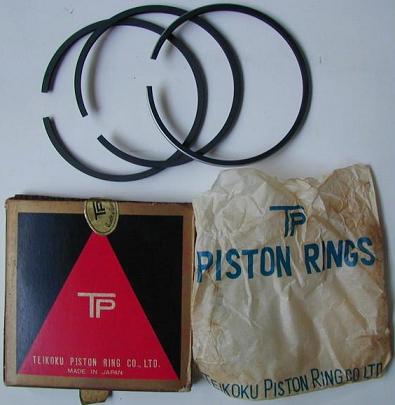 TP
TP
TEIKOKU PISTON RING CO., LTD.
MADE IN JAPAN
TP
PISTON RINGS
TEIKOKU PISTON RING CO LTD